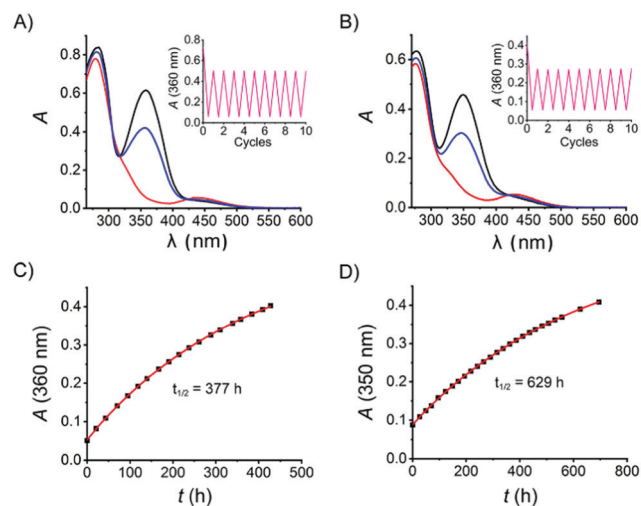 A)
A
0.8
0.6
0.4
0.2
0.0
300 350 400 450 500 550 600
λ (nm)
A (360 nm)
0.8
0.6
0.4
0.2
0.0
0 2 4 6 8 10
Cycles
B)
A
0.6
0.4
0.2
0.0
300 350 400 450 500 550 600
λ (nm)
A (360 nm)
0.4
0.3
0.2
0.1
0.0
0 2 4 6 8 10
Cycles
C)
A (360 nm)
0.4
0.3
0.2
0.1
0.0
0 100 200 300 400 500
t (h)
t1/2 = 377 h
D)
A (350 nm)
0.5
0.4
0.3
0.2
0.1
0.0
0 200 400 600 800
t (h)
t1/2 = 629 h